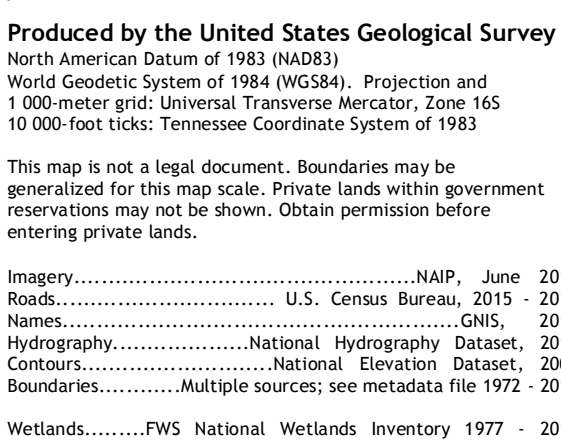 Produced by the United States Geological Survey
North American Datum of 1983 (NAD83)
World Geodetic System of 1984 (WGS84). Projection and
1 000-meter grid: Universal Transverse Mercator, Zone 16S
10 000-foot ticks: Tennessee Coordinate System of 1983
This map is not a legal document. Boundaries may be
generalized for this map scale. Private lands within government
reservations may not be shown. Obtain permission before
entering private lands.
Imagery..................................................NAIP, June
Roads................................ U.S. Census Bureau, 2015 -
Names..........................................................GNIS,
Hydrography....................National Hydrography Dataset,
Contours............................National Elevation Dataset,
Boundaries............Multiple sources; see metadata file 1972 -
Wetlands.........FWS National Wetlands Inventory 1977 -